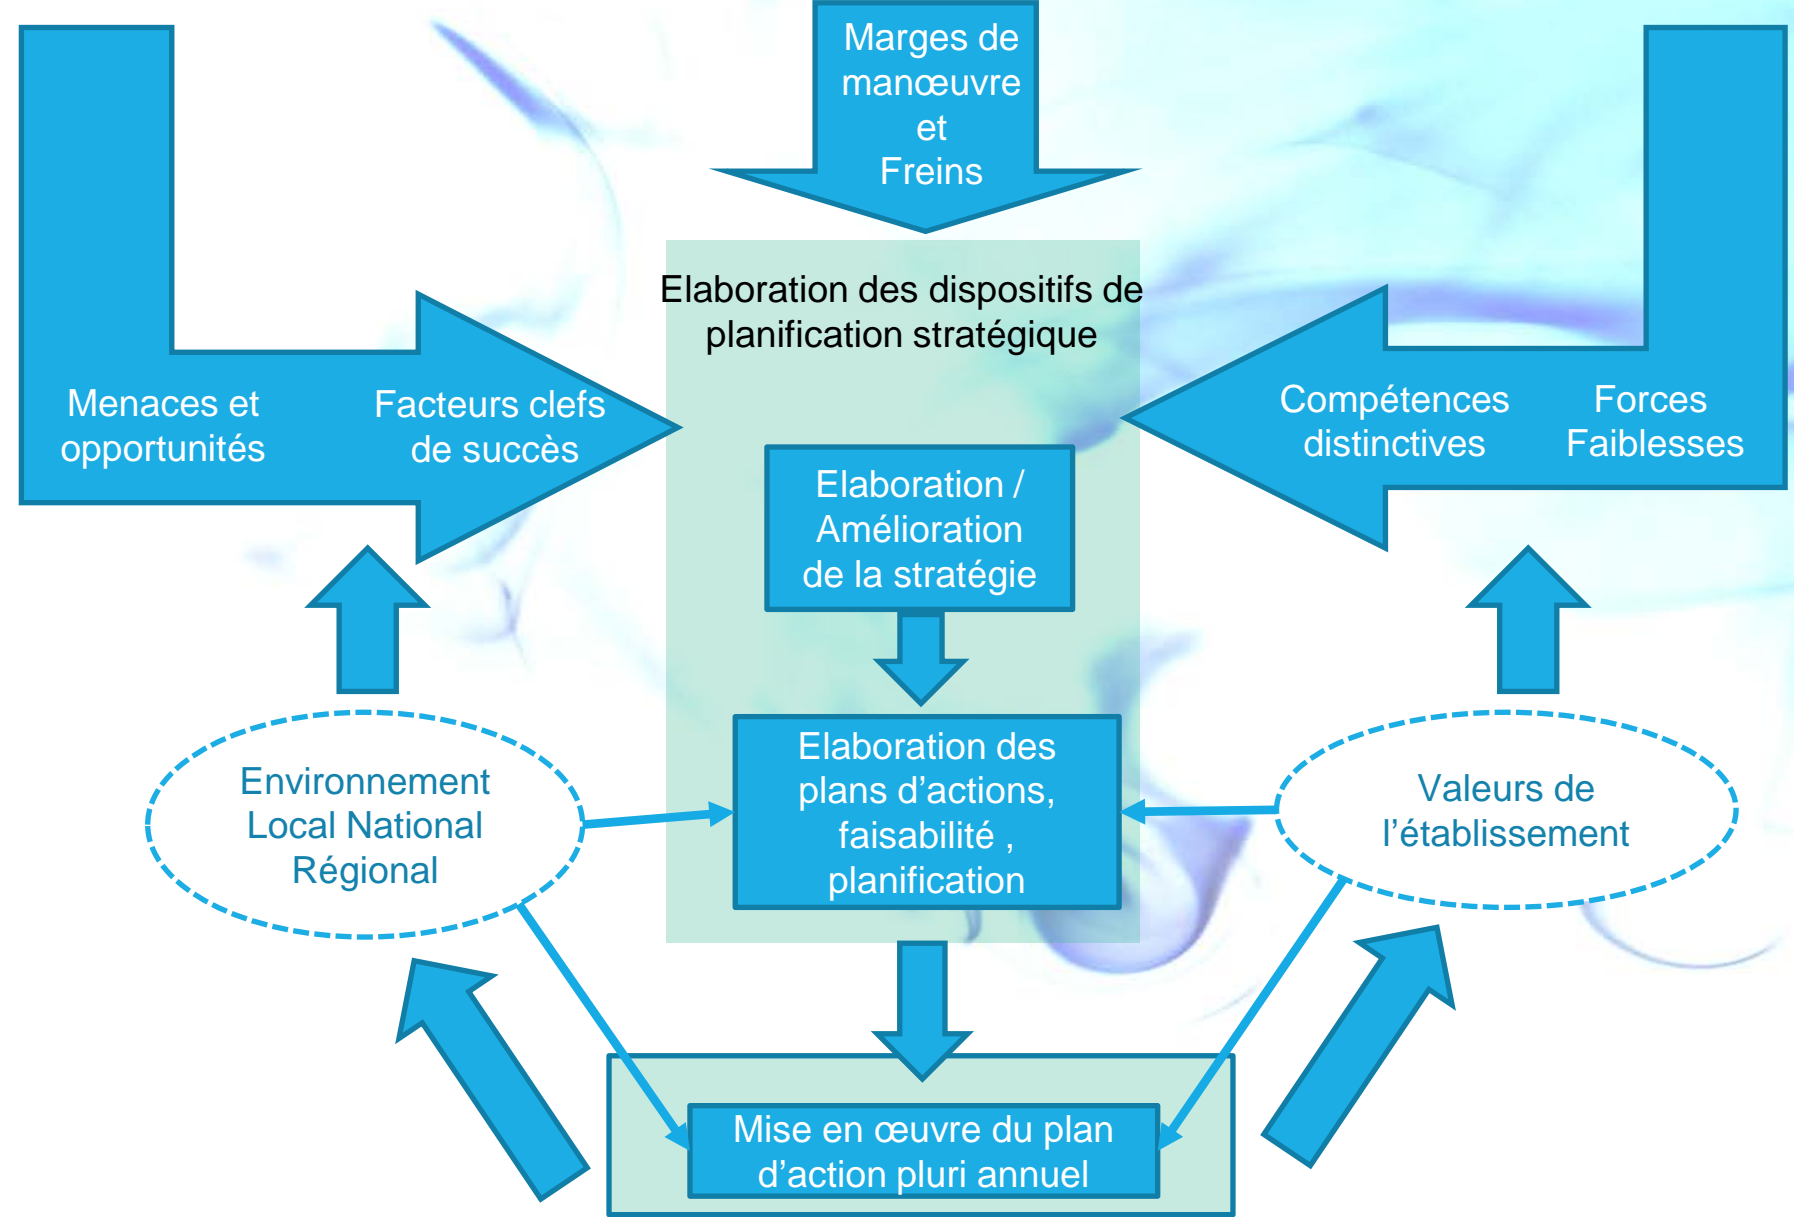 Marges de
manœuvre
et
Freins
Elaboration des dispositifs de
planification stratégique
Menaces et
opportunités
Facteurs clefs
de succès
Compétences
distinctives
Forces
Faiblesses
Elaboration /
Amélioration
de la stratégie
Environnement
Local National
Régional
Elaboration des
plans d’actions,
faisabilité ,
planification
Valeurs de
l’établissement
Mise en œuvre du plan
d’action pluri annuel